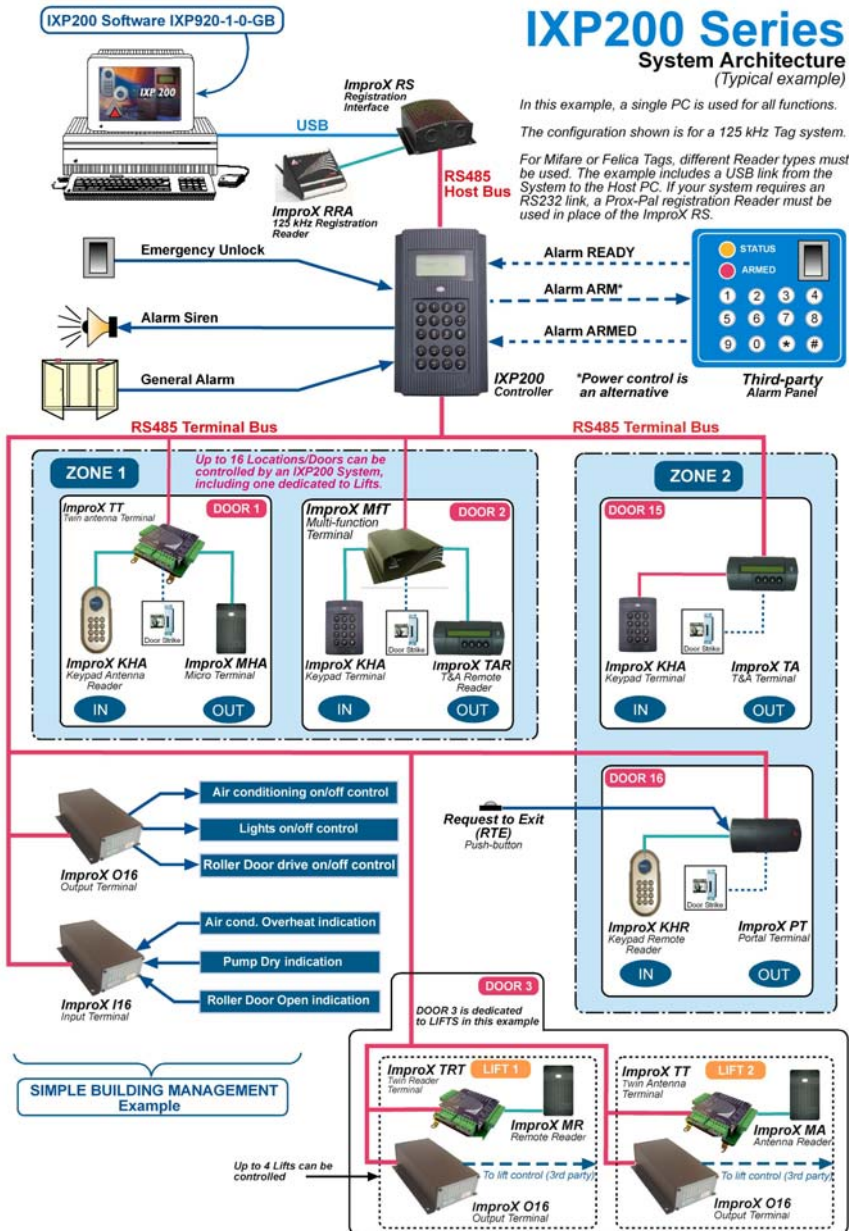 IXP200 Software IXP920-1-0-GB
IXP200 Series
System Architecture
(Typical example)
IXP 200
ImproX RS
Registration
Interface
In this example, a single PC is used for all functions.
The configuration shown is for a 125 kHz Tag system.
For Mifare or Felica Tags, different Reader types must
be used. The example includes a USB link from the
System to the Host PC. If your system requires an
RS232 link, a Prox-Pal registration Reader must be
used in place of the ImproX RS.
USB
RS485
Host Bus
ImproX RRA
125 kHz Registration
Reader
Emergency Unlock
Alarm Siren
General Alarm
IXP200
Controller
Alarm READY
Alarm ARM*
Alarm ARMED
*Power control is
an alternative
STATUS
ARMED
1 2 3 4
5 6 7 8
9 0 * #
Third-party
Alarm Panel
RS485 Terminal Bus
RS485 Terminal Bus
ZONE 1
Up to 16 Locations/Doors can be
controlled by an IXP200 System,
including one dedicated to Lifts.
ImproX TT
Twin antenna Terminal
DOOR 1
Door Strike
ImproX KHA
Keypad Antenna
Reader
ImproX MHA
Micro Terminal
IN
OUT
ImproX MfT
Multi-function
Terminal
DOOR 2
Door Strike
ImproX KHA
Keypad Terminal
ImproX TAR
T&A Remote
Reader
IN
OUT
ZONE 2
DOOR 15
Door Strike
ImproX KHA
Keypad Terminal
ImproX TA
T&A Terminal
IN
OUT
DOOR 16
Request to Exit
(RTE)
Push-button
Door Strike
ImproX KHR
Keypad Remote
Reader
ImproX PT
Portal Terminal
IN
OUT
Air conditioning on/off control
Lights on/off control
Roller Door drive on/off control
ImproX O16
Output Terminal
Air cond. Overheat indication
Pump Dry indication
Roller Door Open indication
ImproX I16
Input Terminal
SIMPLE BUILDING MANAGEMENT
Example
DOOR 3
DOOR 3 is dedicated
to LIFTS in this example
ImproX TRT
Twin Reader
Terminal
LIFT 1
ImproX MR
Remote Reader
To lift control (3rd party)
ImproX O16
Output Terminal
ImproX TT
Twin Antenna
Terminal
LIFT 2
ImproX MA
Antenna Reader
To lift control (3rd party)
ImproX O16
Output Terminal
Up to 4 Lifts can be
controlled